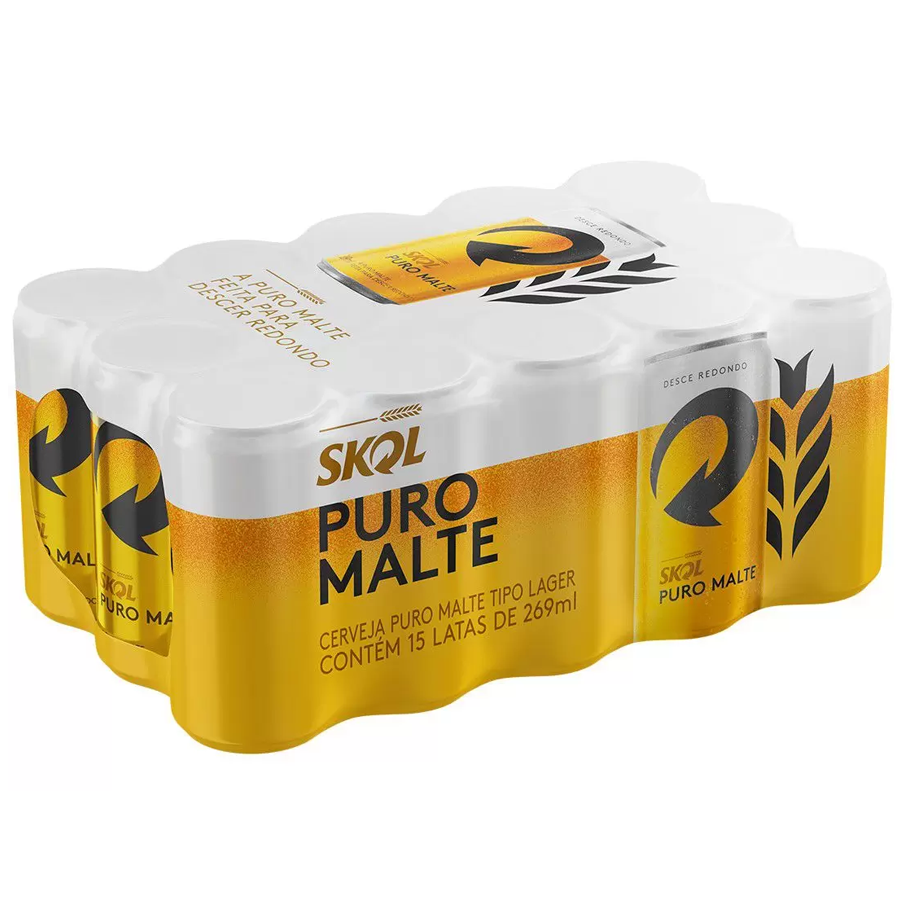 A PURO MALTE
FEITA PARA
DESCER REDONDO
SKOL
PURO MALTE
DESCE REDONDO
SKOL
PURO
MALTE
CERVEJA PURO MALTE TIPO LAGER
CONTÉM 15 LATAS DE 269ml
DESCE REDONDO
SKOL
PURO MALTE
SKOL
PURO MA